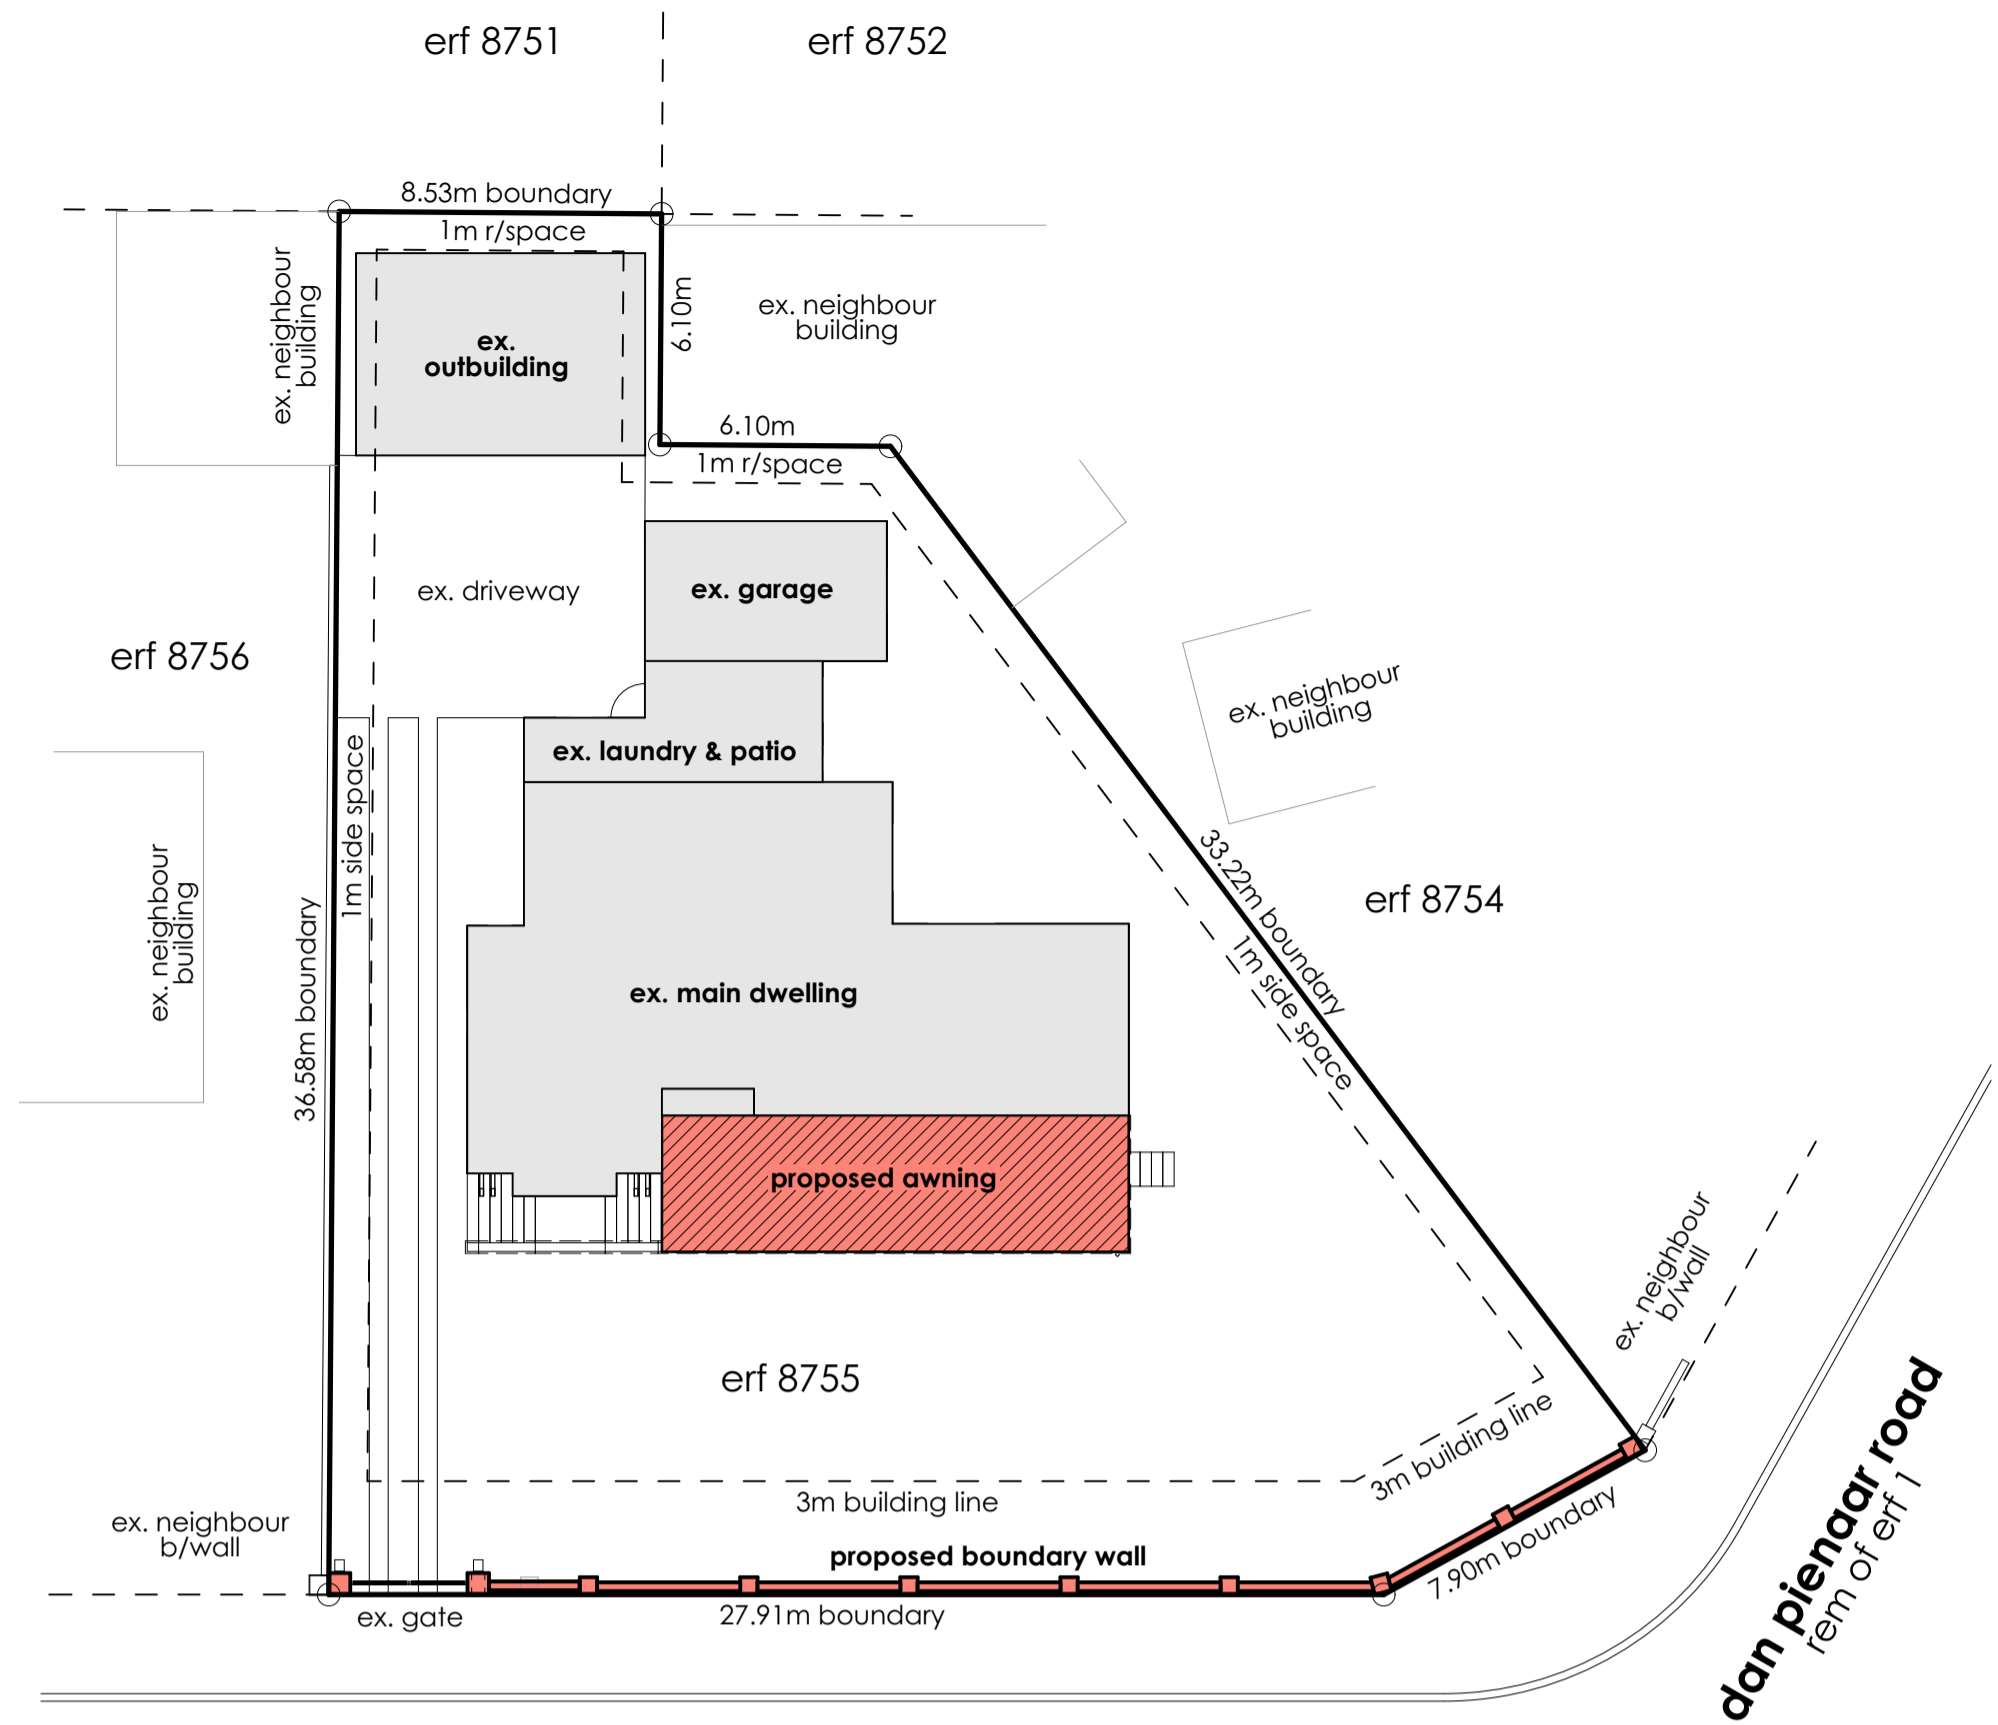 erf 8751
erf 8752
8.53m boundary
1m r/space
ex. neighbour
building
ex.
outbuilding
6.10m
ex. neighbour
building
6.10m
1m r/space
ex. driveway
ex. garage
erf 8756
ex. neighbour
building
ex. laundry & patio
1m side space
ex. neighbour
building
33.22m boundary
erf 8754
36.58m boundary
1m side space
ex. main dwelling
proposed awning
ex. neighbour
b/wall
erf 8755
3m building line
3m building line
ex. neighbour
b/wall
proposed boundary wall
7.90m boundary
ex. gate
27.91m boundary
dan pienaar road
rem of erf 1